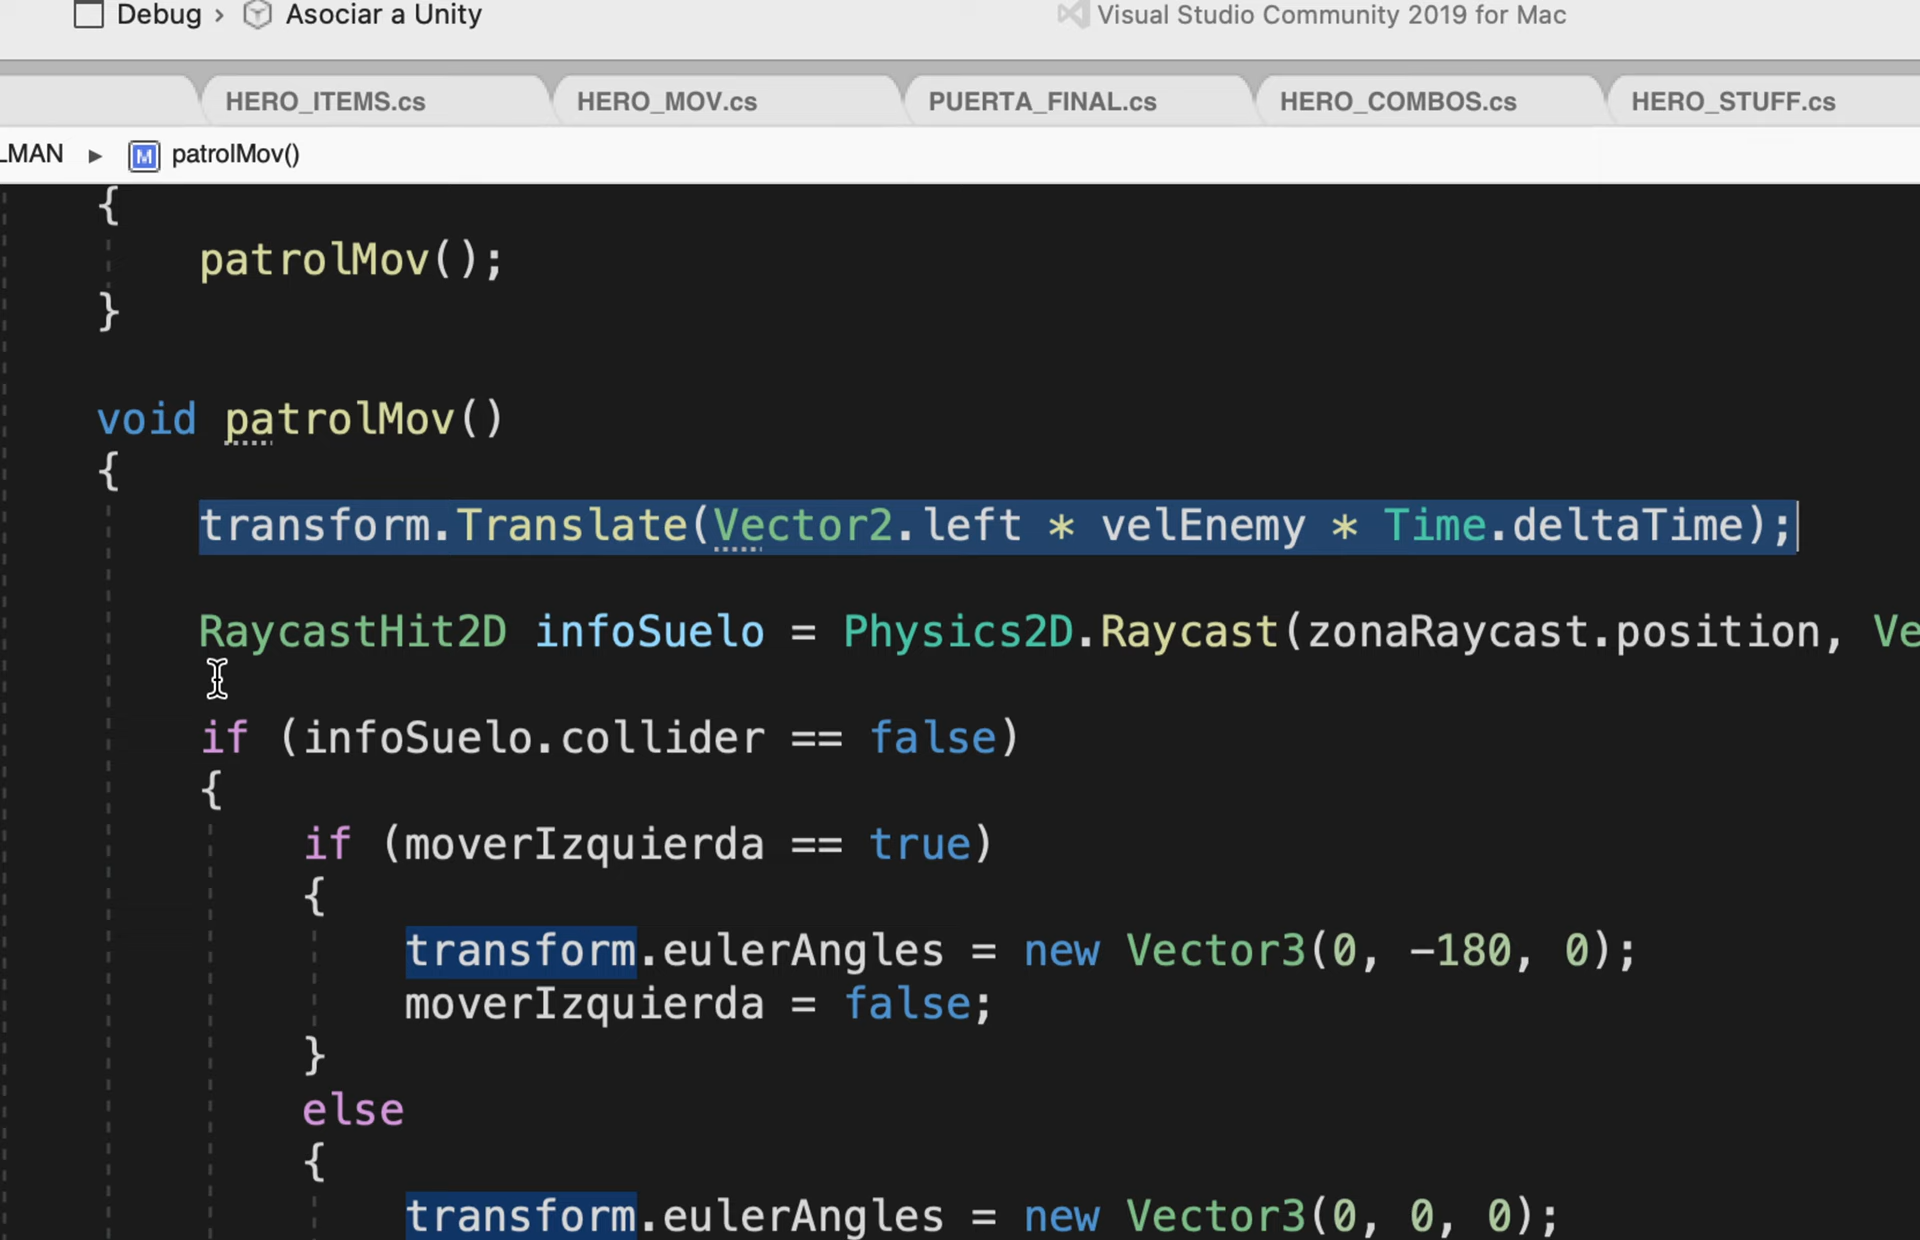 Debug › Asociar a Unity
Visual Studio Community 2019 for Mac
HERO_ITEMS.cs
HERO_MOV.cs
PUERTA_FINAL.cs
HERO_COMBOS.cs
HERO_STUFF.cs
LMAN ▸ M patrolMov()
{
patrolMov();
}
void patrolMov()
{
transform.Translate(Vector2.left * velEnemy * Time.deltaTime);
RaycastHit2D infoSuelo = Physics2D.Raycast(zonaRaycast.position, Ve
if (infoSuelo.collider == false)
{
if (moverIzquierda == true)
{
transform.eulerAngles = new Vector3(0, -180, 0);
moverIzquierda = false;
}
else
{
transform.eulerAngles = new Vector3(0, 0, 0);